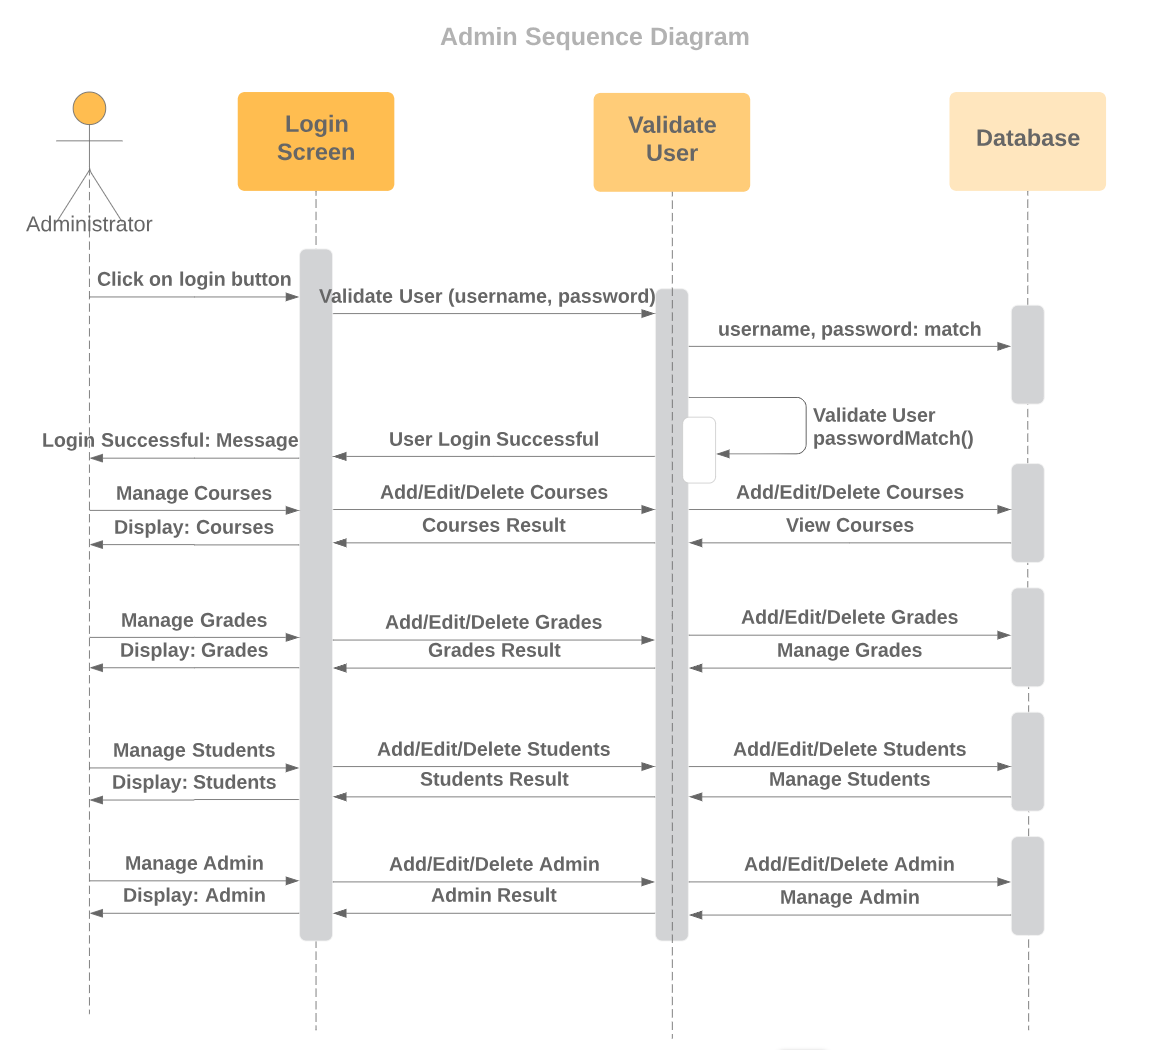 Admin Sequence Diagram
Login
Screen
Validate
User
Database
Administrator
Click on login button
Validate User (username, password)
username, password: match
Validate User
passwordMatch()
Login Successful: Message
User Login Successful
Manage Courses
Add/Edit/Delete Courses
Add/Edit/Delete Courses
Display: Courses
Courses Result
View Courses
Manage Grades
Add/Edit/Delete Grades
Add/Edit/Delete Grades
Display: Grades
Grades Result
Manage Grades
Manage Students
Add/Edit/Delete Students
Add/Edit/Delete Students
Display: Students
Students Result
Manage Students
Manage Admin
Add/Edit/Delete Admin
Add/Edit/Delete Admin
Display: Admin
Admin Result
Manage Admin